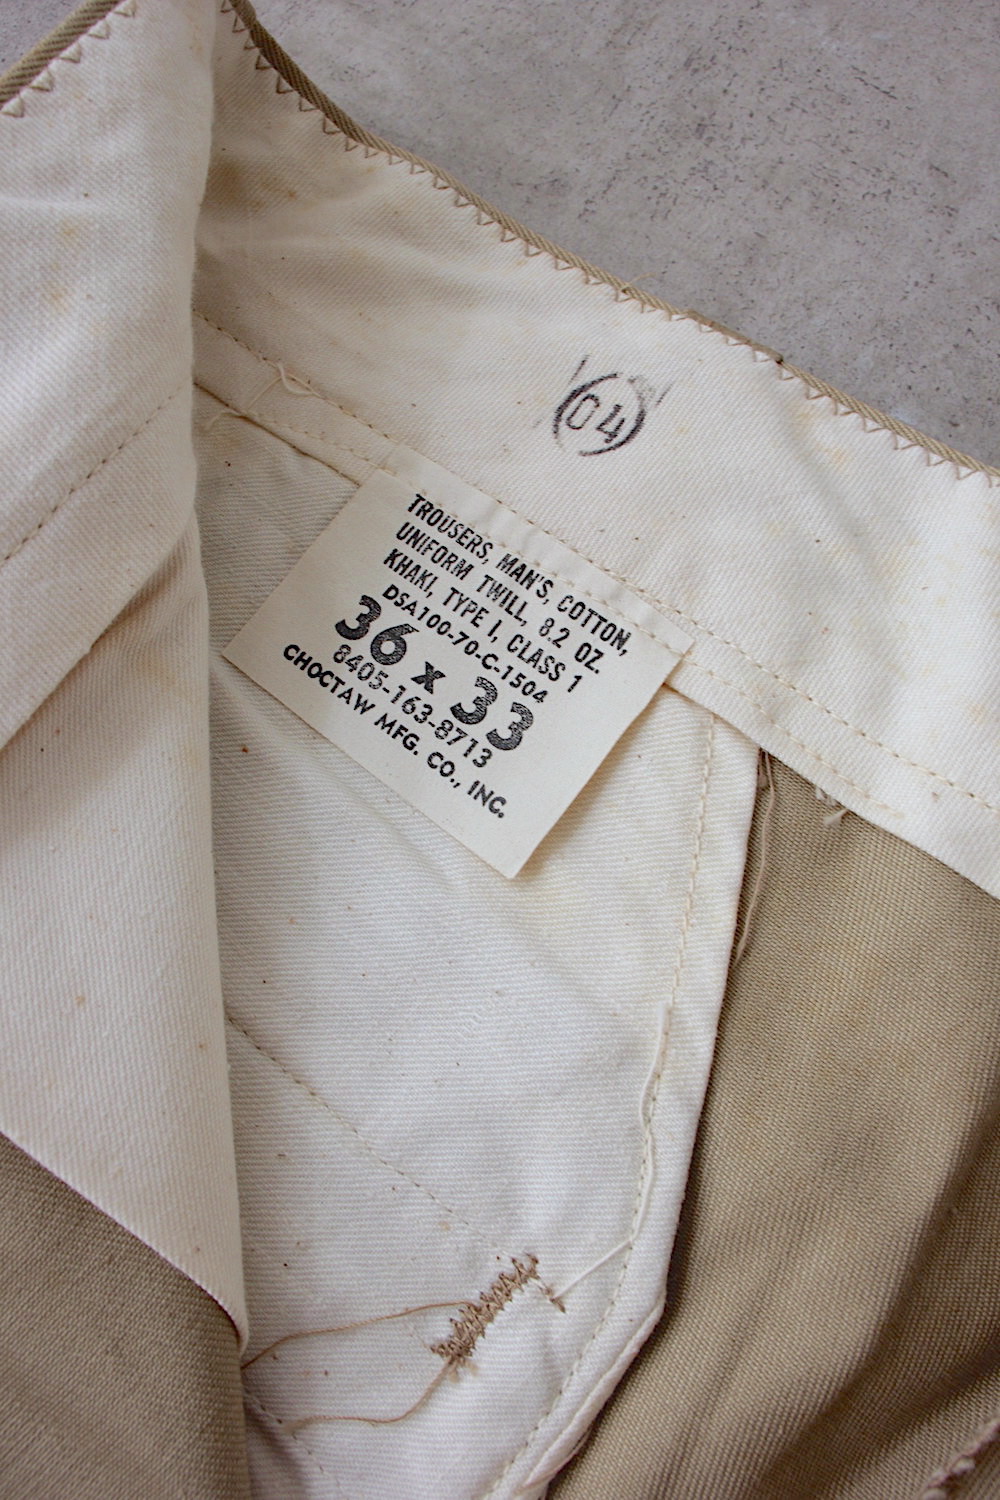 (04)
TROUSERS, MAN'S, COTTON,
UNIFORM TWILL, 8.2 OZ.
KHAKI, TYPE I, CLASS 1
DSA100-70-C-1504
36 x 33
8405-163-8713
CHOCTAW MFG. CO., INC.